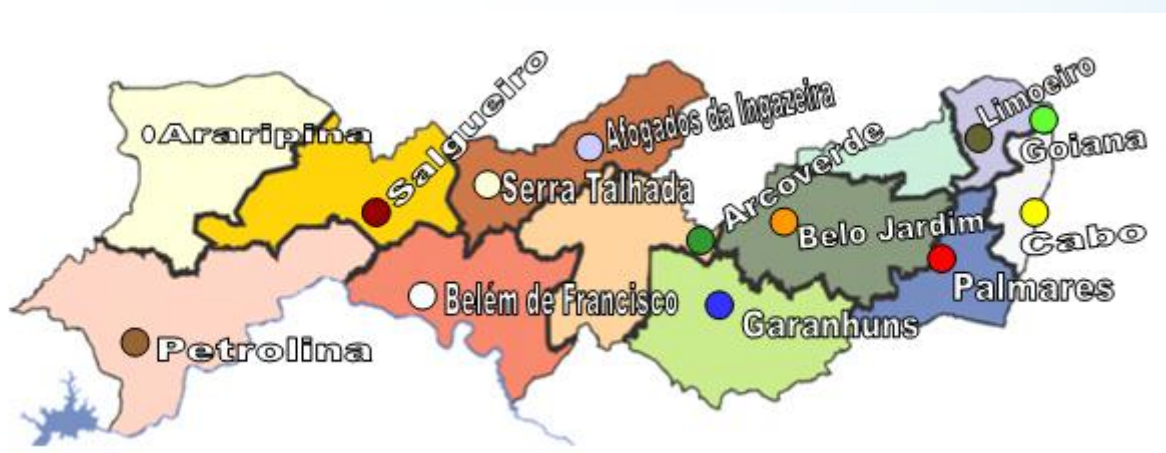 Araripina
Salgueiro
Afogados da Ingazeira
Serra Talhada
Arcoverde
Limoeiro
Goiana
Belo Jardim
Cabo
Palmares
Belém de Francisco
Garanhuns
Petrolina